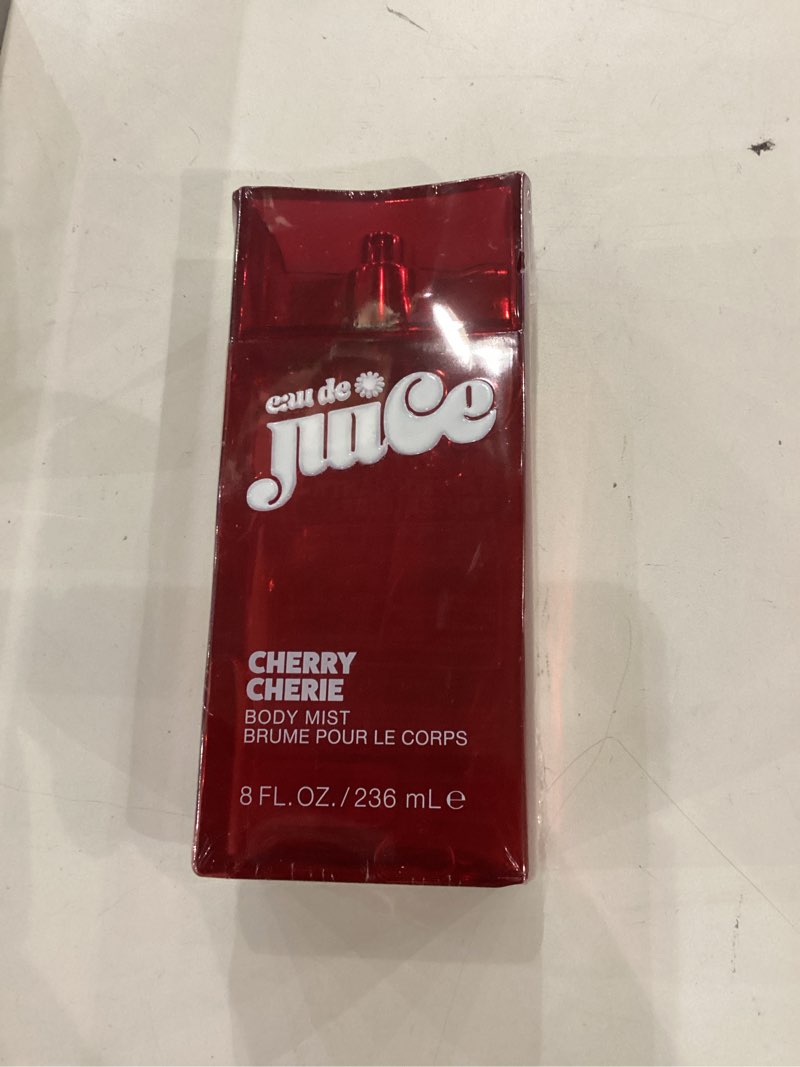 eau de
juice
CHERRY
CHERIE
BODY MIST
BRUME POUR LE CORPS
8 FL. OZ. / 236 mL ℮